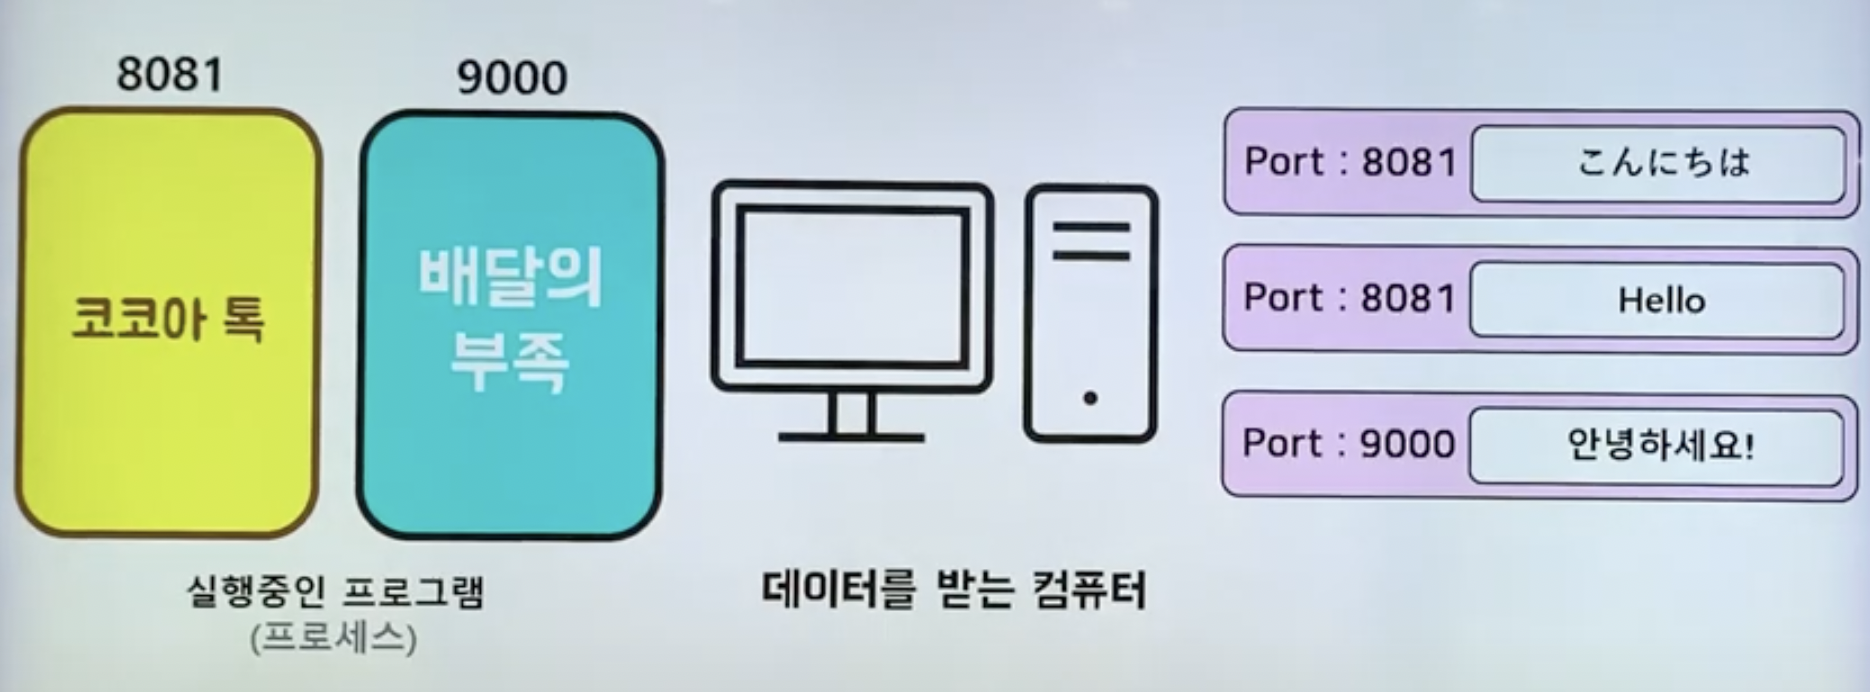 8081
9000
코코아 톡
배달의
부족
실행중인 프로그램
(프로세스)
데이터를 받는 컴퓨터
Port : 8081 こんにちは
Port : 8081 Hello
Port : 9000 안녕하세요!